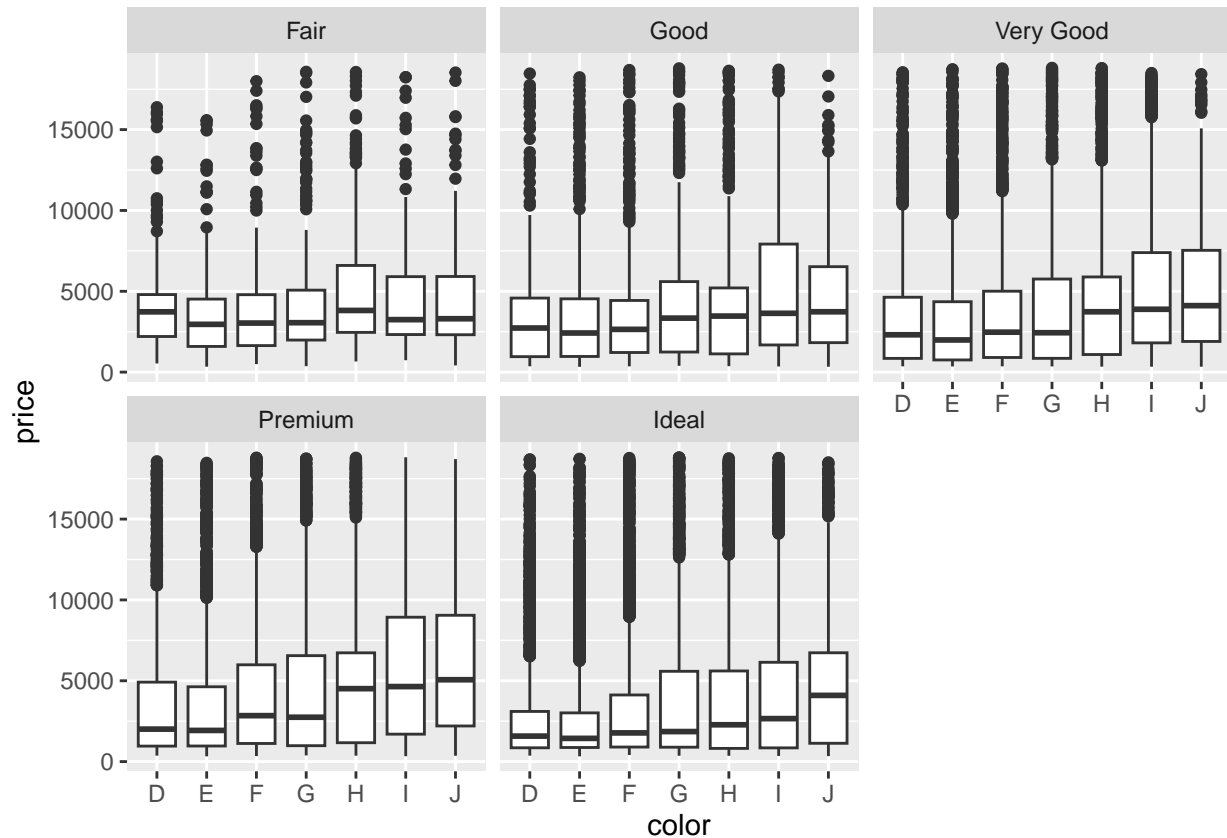 Fair Good Very Good
15000
10000
5000
0
D E F G H I J
Premium Ideal
15000
10000
5000
0
D E F G H I J D E F G H I J
price
color